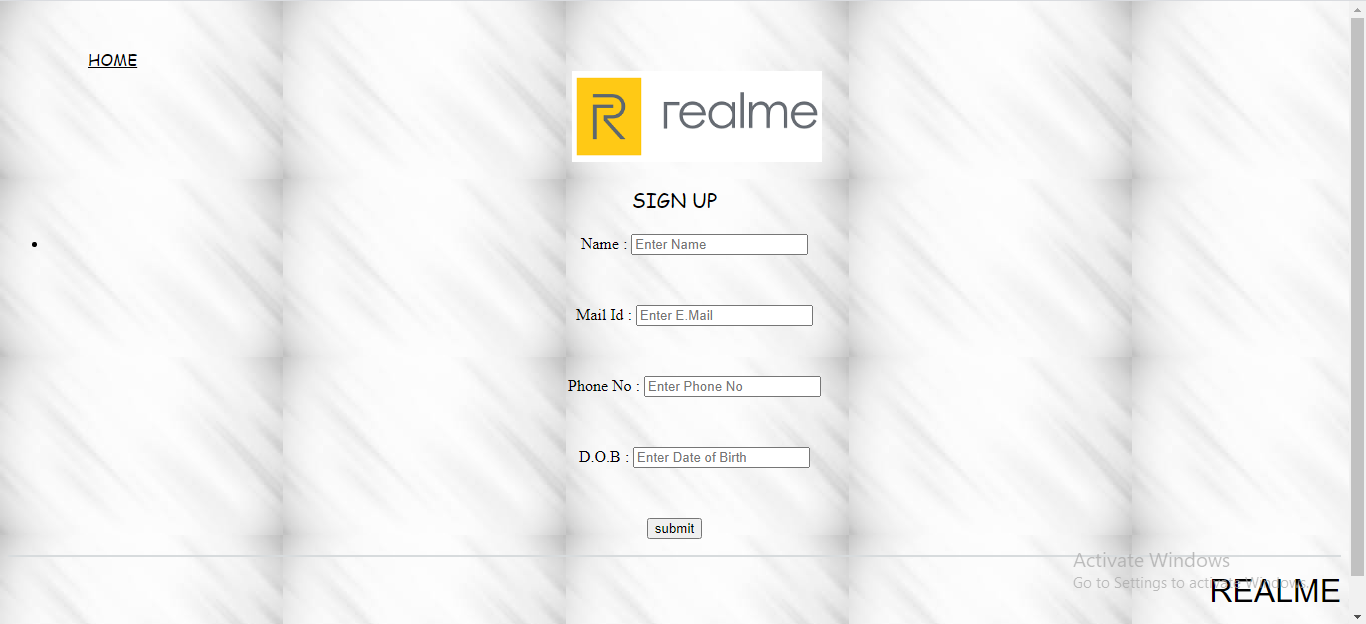 HOME
R realme
SIGN UP
Name : Enter Name
Mail Id : Enter E.Mail
Phone No : Enter Phone No
D.O.B : Enter Date of Birth
submit
Activate Windows
Go to Settings to activate Windows.
REALME